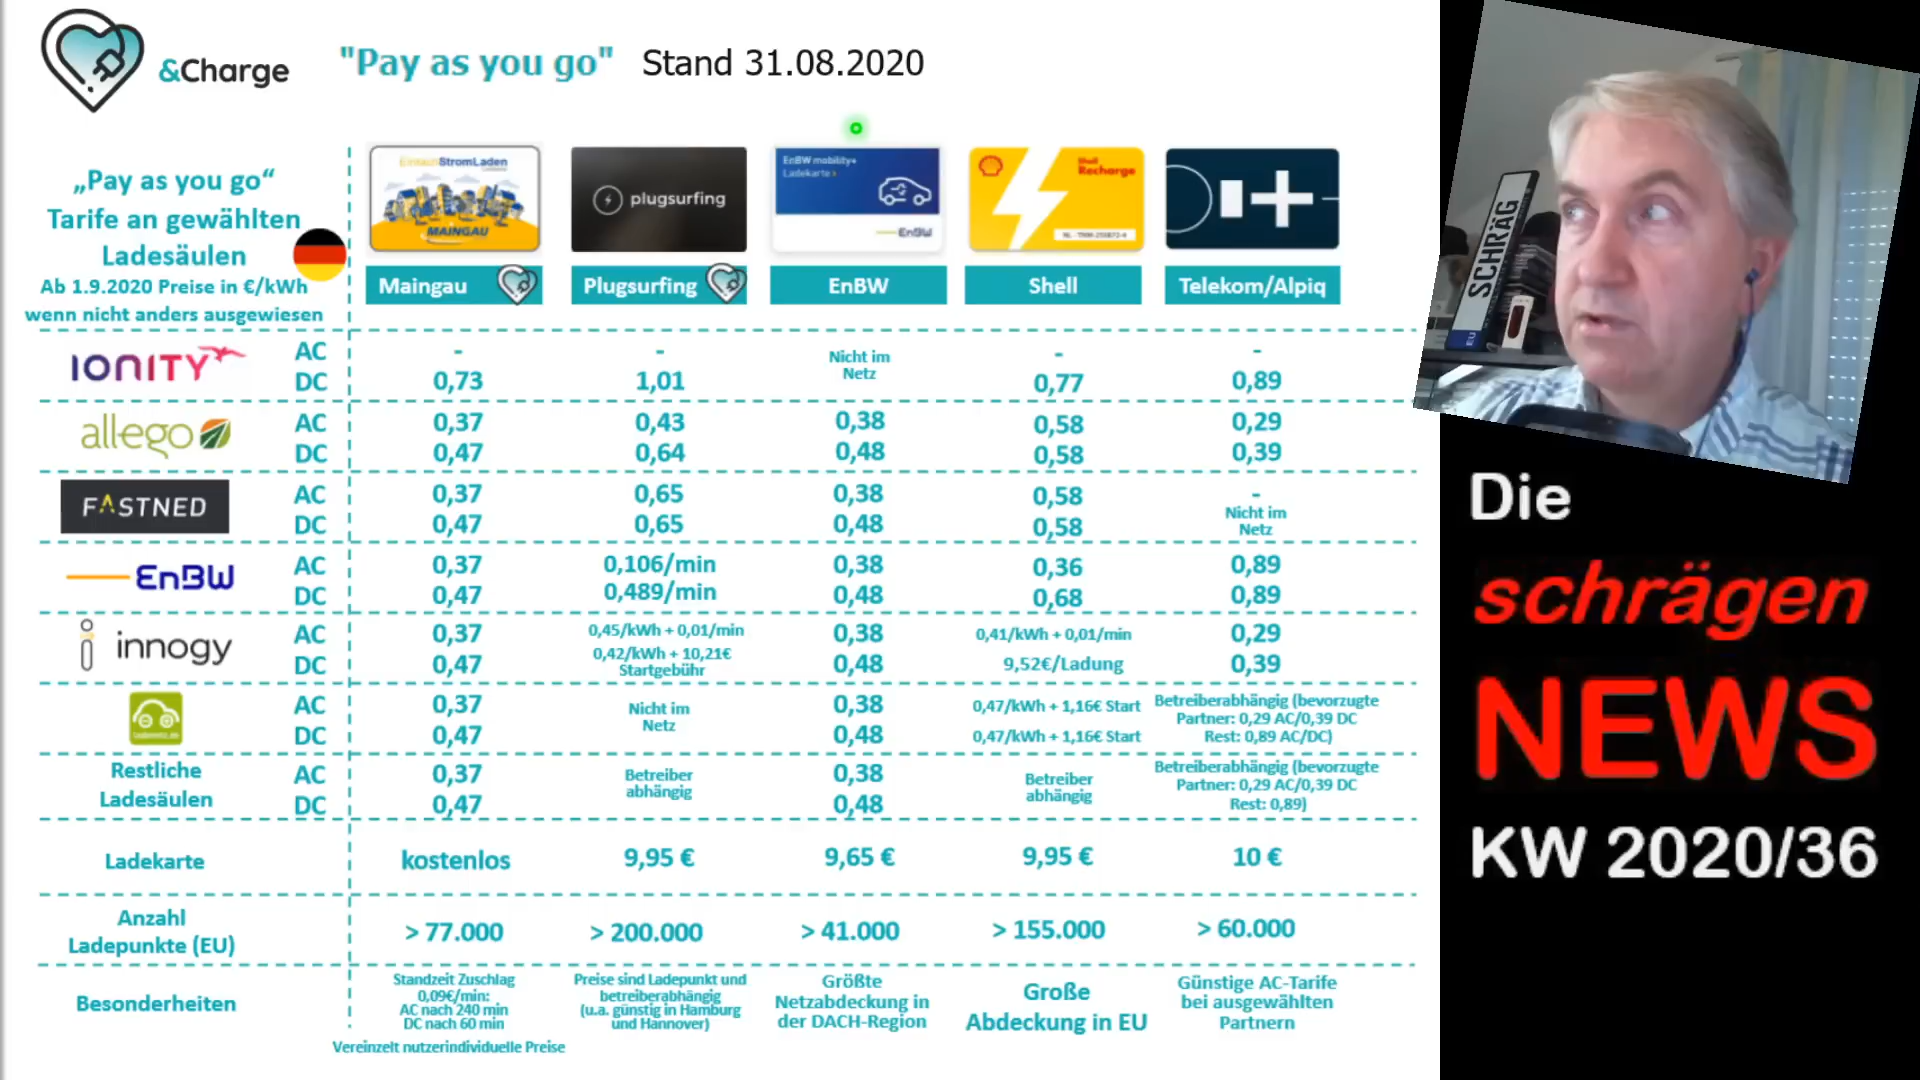 &Charge
"Pay as you go" Stand 31.08.2020
„Pay as you go“
Tarife an gewählten
Ladesäulen
Ab 1.9.2020 Preise in €/kWh
wenn nicht anders ausgewiesen
EinfachStromLaden
MAINGAU
plugsurfing
EnBW mobility+
Ladekarte
EnBW
Shell
Recharge
Maingau Plugsurfing EnBW Shell Telekom/Alpiq
IONITY AC - - Nicht im - -
DC 0,73 1,01 Netz 0,77 0,89
allego AC 0,37 0,43 0,38 0,58 0,29
DC 0,47 0,64 0,48 0,58 0,39
FASTNED AC 0,37 0,65 0,38 0,58 -
DC 0,47 0,65 0,48 0,58 Nicht im
Netz
EnBW AC 0,37 0,106/min 0,38 0,36 0,89
DC 0,47 0,489/min 0,48 0,68 0,89
innogy AC 0,37 0,45/kWh + 0,01/min 0,38 0,41/kWh + 0,01/min 0,29
DC 0,47 0,42/kWh + 10,21€ 0,48 9,52€/Ladung 0,39
Startgebühr
AC 0,37 Nicht im 0,38 0,47/kWh + 1,16€ Start Betreiberabhängig (bevorzugte
Netz Partner: 0,29 AC/0,39 DC
DC 0,47 0,48 0,47/kWh + 1,16€ Start Rest: 0,89 AC/DC)
Restliche AC 0,37 Betreiber 0,38 Betreiber Betreiberabhängig (bevorzugte
Ladesäulen abhängig abhängig Partner: 0,29 AC/0,39 DC
DC 0,47 0,48 Rest: 0,89)
Ladekarte kostenlos 9,95 € 9,65 € 9,95 € 10 €
Anzahl
Ladepunkte (EU) > 77.000 > 200.000 > 41.000 > 155.000 > 60.000
Besonderheiten
Standzeit Zuschlag
0,09€/min:
AC nach 240 min
DC nach 60 min
Vereinzelt nutzerindividuelle Preise
Preise sind Ladepunkt und
betreiberabhängig
(u.a. günstig in Hamburg
und Hannover)
Größte
Netzabdeckung in
der DACH-Region
Große
Abdeckung in EU
Günstige AC-Tarife
bei ausgewählten
Partnern
SCHRÄG
EU
Die
schrägen
NEWS
KW 2020/36